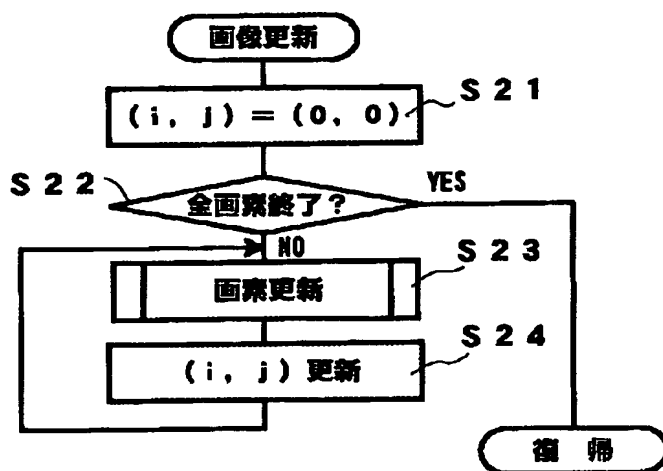 画像更新
S21
(i, j) = (0, 0)
S22
全画素終了?
YES
NO
S23
画素更新
S24
(i, j) 更新
復 帰